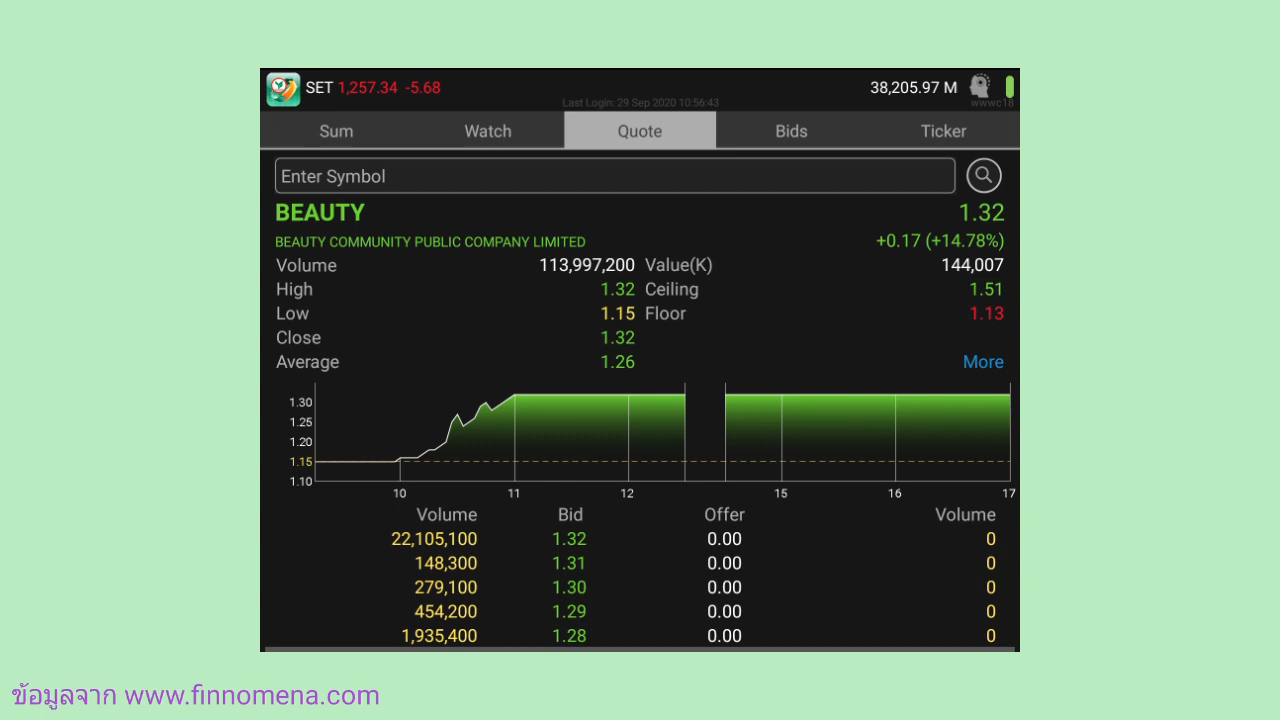 SET 1,257.34 -5.68 38,205.97 M
Last Login: 29 Sep 2020 10:56:43 wwwc18
Sum Watch Quote Bids Ticker
Enter Symbol
BEAUTY 1.32
BEAUTY COMMUNITY PUBLIC COMPANY LIMITED +0.17 (+14.78%)
Volume 113,997,200 Value(K) 144,007
High 1.32 Ceiling 1.51
Low 1.15 Floor 1.13
Close 1.32
Average 1.26 More
1.30
1.25
1.20
1.15
1.10
10 11 12 15 16 17
Volume Bid Offer Volume
22,105,100 1.32 0.00 0
148,300 1.31 0.00 0
279,100 1.30 0.00 0
454,200 1.29 0.00 0
1,935,400 1.28 0.00 0
ข้อมูลจาก www.finnomena.com